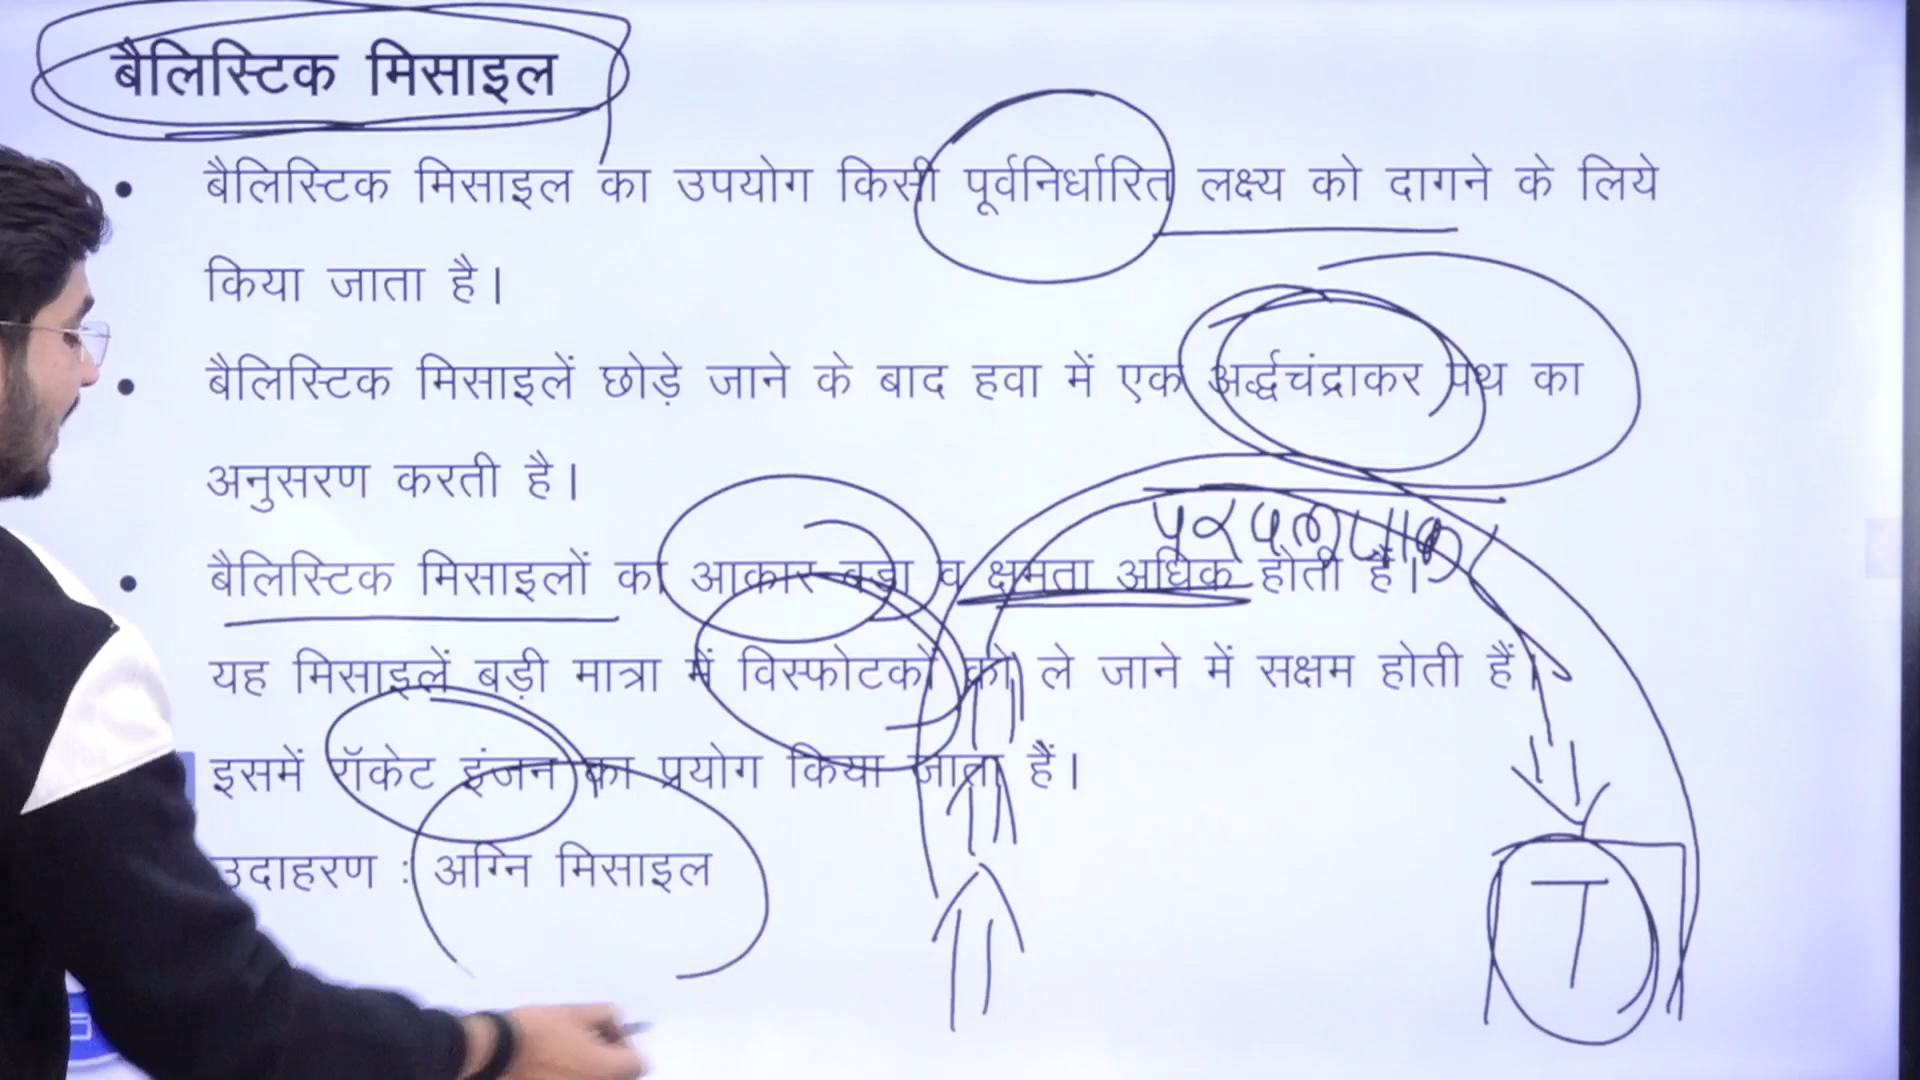 बैलिस्टिक मिसाइल
बैलिस्टिक मिसाइल का उपयोग किसी पूर्वनिर्धारित लक्ष्य को दागने के लिये
किया जाता है।
बैलिस्टिक मिसाइलें छोड़े जाने के बाद हवा में एक अर्द्धचंद्राकर पथ का
अनुसरण करती है।
बैलिस्टिक मिसाइलों का आकार बड़ा व क्षमता अधिक होती है।
यह मिसाइलें बड़ी मात्रा में विस्फोटकों को ले जाने में सक्षम होती हैं।
इसमें रॉकेट इंजन का प्रयोग किया जाता हैं।
उदाहरण : अग्नि मिसाइल
T